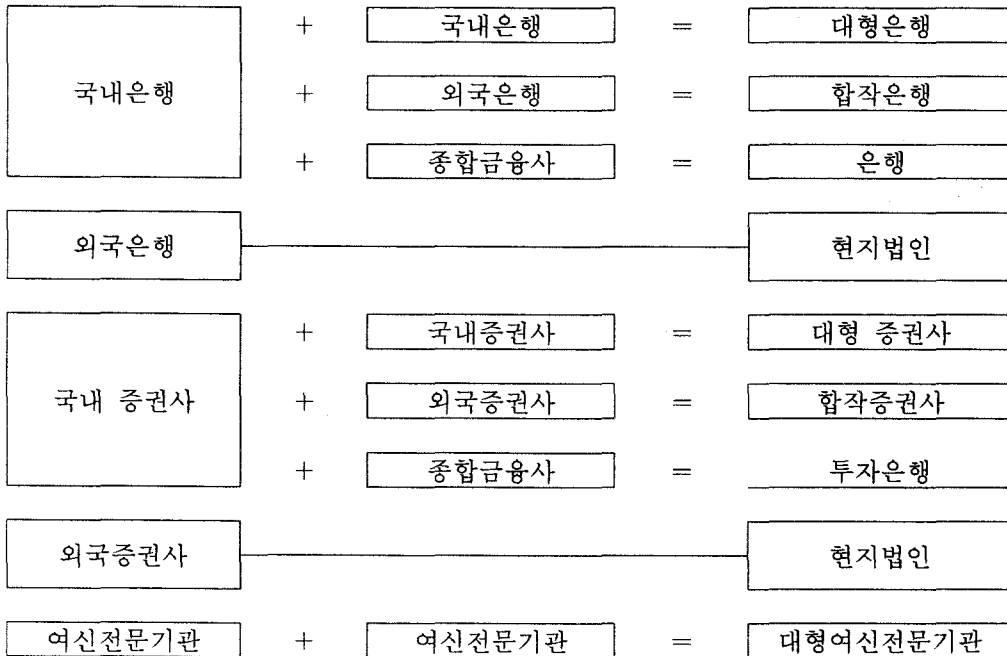 + 국내은행 = 대형은행
국내은행 + 외국은행 = 합작은행
+ 종합금융사 = 은행
외국은행 현지법인
+ 국내증권사 = 대형 증권사
국내 증권사 + 외국증권사 = 합작증권사
+ 종합금융사 = 투자은행
외국증권사 현지법인
여신전문기관 + 여신전문기관 = 대형여신전문기관